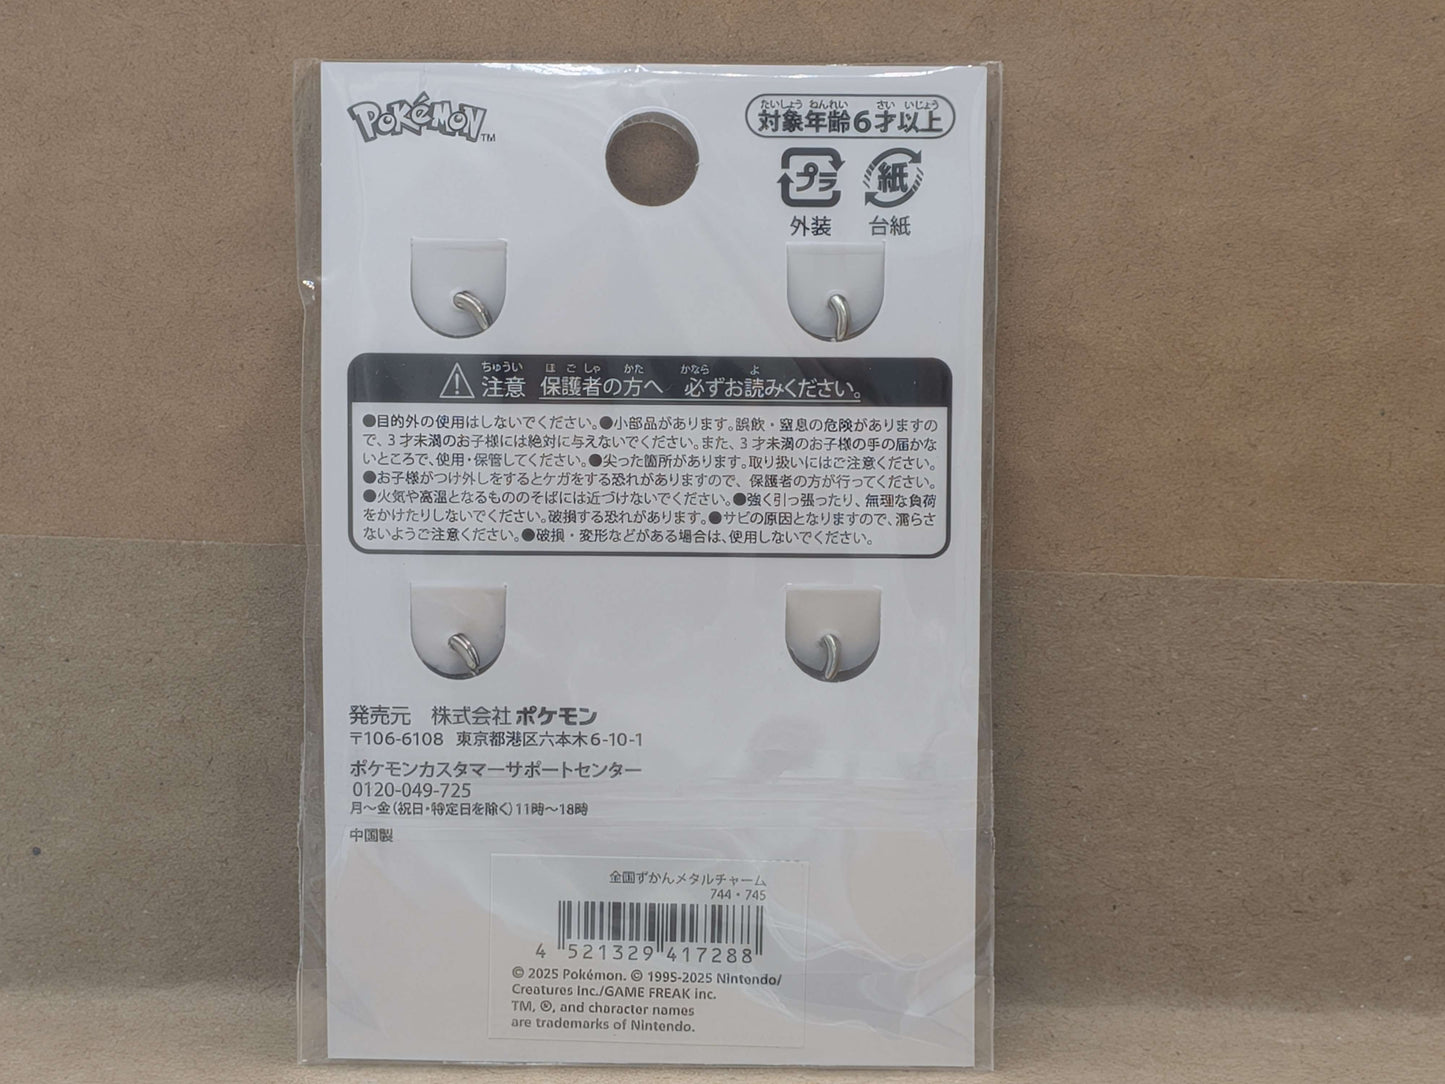 POKéMON™
たいしょう ねんれい さい いじょう
対象年齢6才以上
プラ 紙
外装 台紙
ちゅうい ほごしゃ かた かなら よ
注意 保護者の方へ 必ずお読みください。
●目的外の使用はしないでください。●小部品があります。誤飲・窒息の危険がありますの
で、3才未満のお子様には絶対に与えないでください。また、3才未満のお子様の手の届かな
いところで、使用・保管してください。●尖った箇所があります。取り扱いにはご注意ください。
●お子様がつけ外しをするとケガをする恐れがありますので、保護者の方が行ってください。
●火気や高温となるもののそばには近づけないでください。●強く引っ張ったり、無理な負荷
をかけたりしないでください。破損する恐れがあります。●サビの原因となりますので、濡らさ
ないようご注意ください。●破損・変形などがある場合は、使用しないでください。
発売元 株式会社ポケモン
〒106-6108 東京都港区六本木6-10-1
ポケモンカスタマーサポートセンター
0120-049-725
月〜金(祝日・特定日を除く)11時〜18時
中国製
全国ずかんメタルチャーム
744・745
4 521329 417288
© 2025 Pokémon. © 1995-2025 Nintendo/
Creatures Inc./GAME FREAK inc.
TM, ®, and character names
are trademarks of Nintendo.